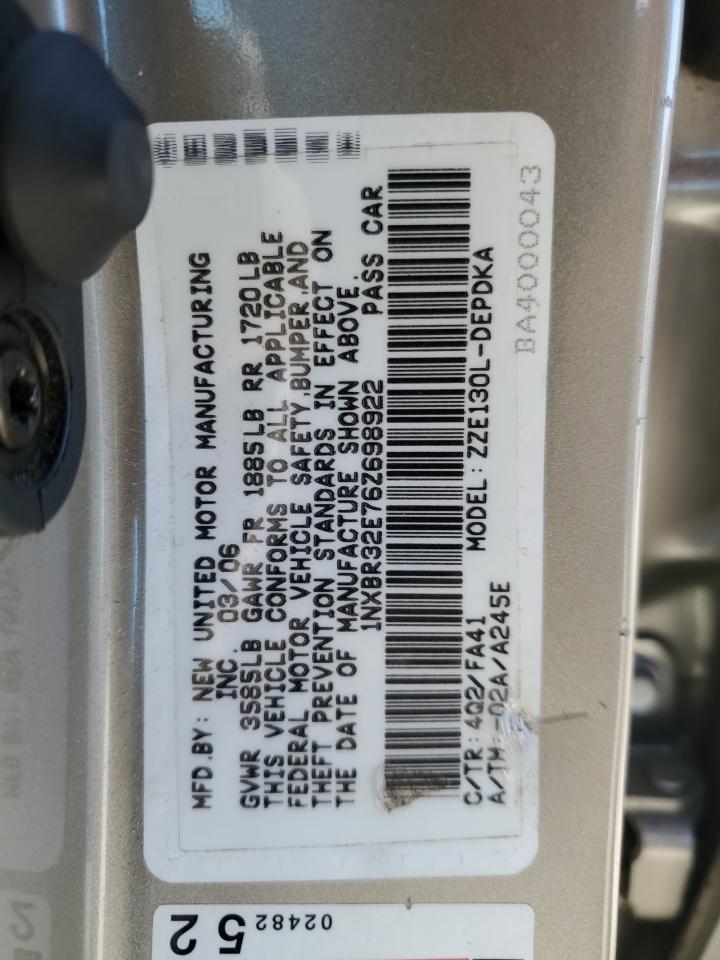 MFD.BY: NEW UNITED MOTOR MANUFACTURING
INC. 03/06
GVWR 3585LB GAWR FR 1885LB RR 1720LB
THIS VEHICLE CONFORMS TO ALL APPLICABLE
FEDERAL MOTOR VEHICLE SAFETY,BUMPER,AND
THEFT PREVENTION STANDARDS IN EFFECT ON
THE DATE OF MANUFACTURE SHOWN ABOVE.
1NXBR32E76Z698922 PASS CAR
C/TR: 4Q2/FA41 MODEL: ZZE130L-DEPDKA
A/TM: -02A/A245E
BA4000043
52
02482